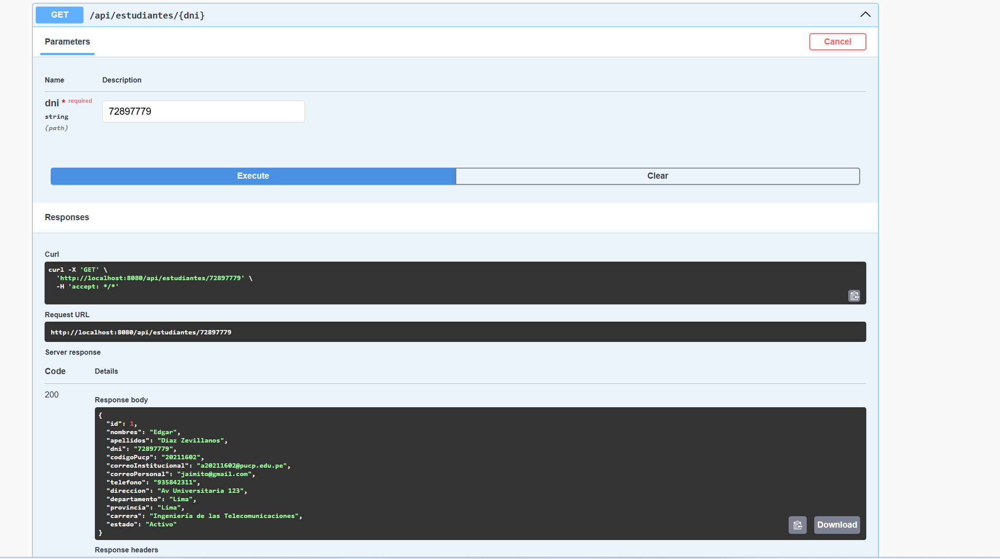 GET /api/estudiantes/{dni}
Parameters
Cancel
Name Description
dni * required
string
(path)
72897779
Execute
Clear
Responses
Curl
curl -X 'GET' \
'http://localhost:8080/api/estudiantes/72897779' \
-H 'accept: */*'
Request URL
http://localhost:8080/api/estudiantes/72897779
Server response
Code Details
200
Response body
{
"id": 1,
"nombres": "Edgar",
"apellidos": "Diaz Zevillanos",
"dni": "72897779",
"codigoPucp": "20211602",
"correoInstitucional": "a20211602@pucp.edu.pe",
"correoPersonal": "jaimito@gmail.com",
"telefono": "935842311",
"direccion": "Av Universitaria 123",
"departamento": "Lima",
"provincia": "Lima",
"carrera": "Ingeniería de las Telecomunicaciones",
"estado": "Activo"
}
Download
Response headers